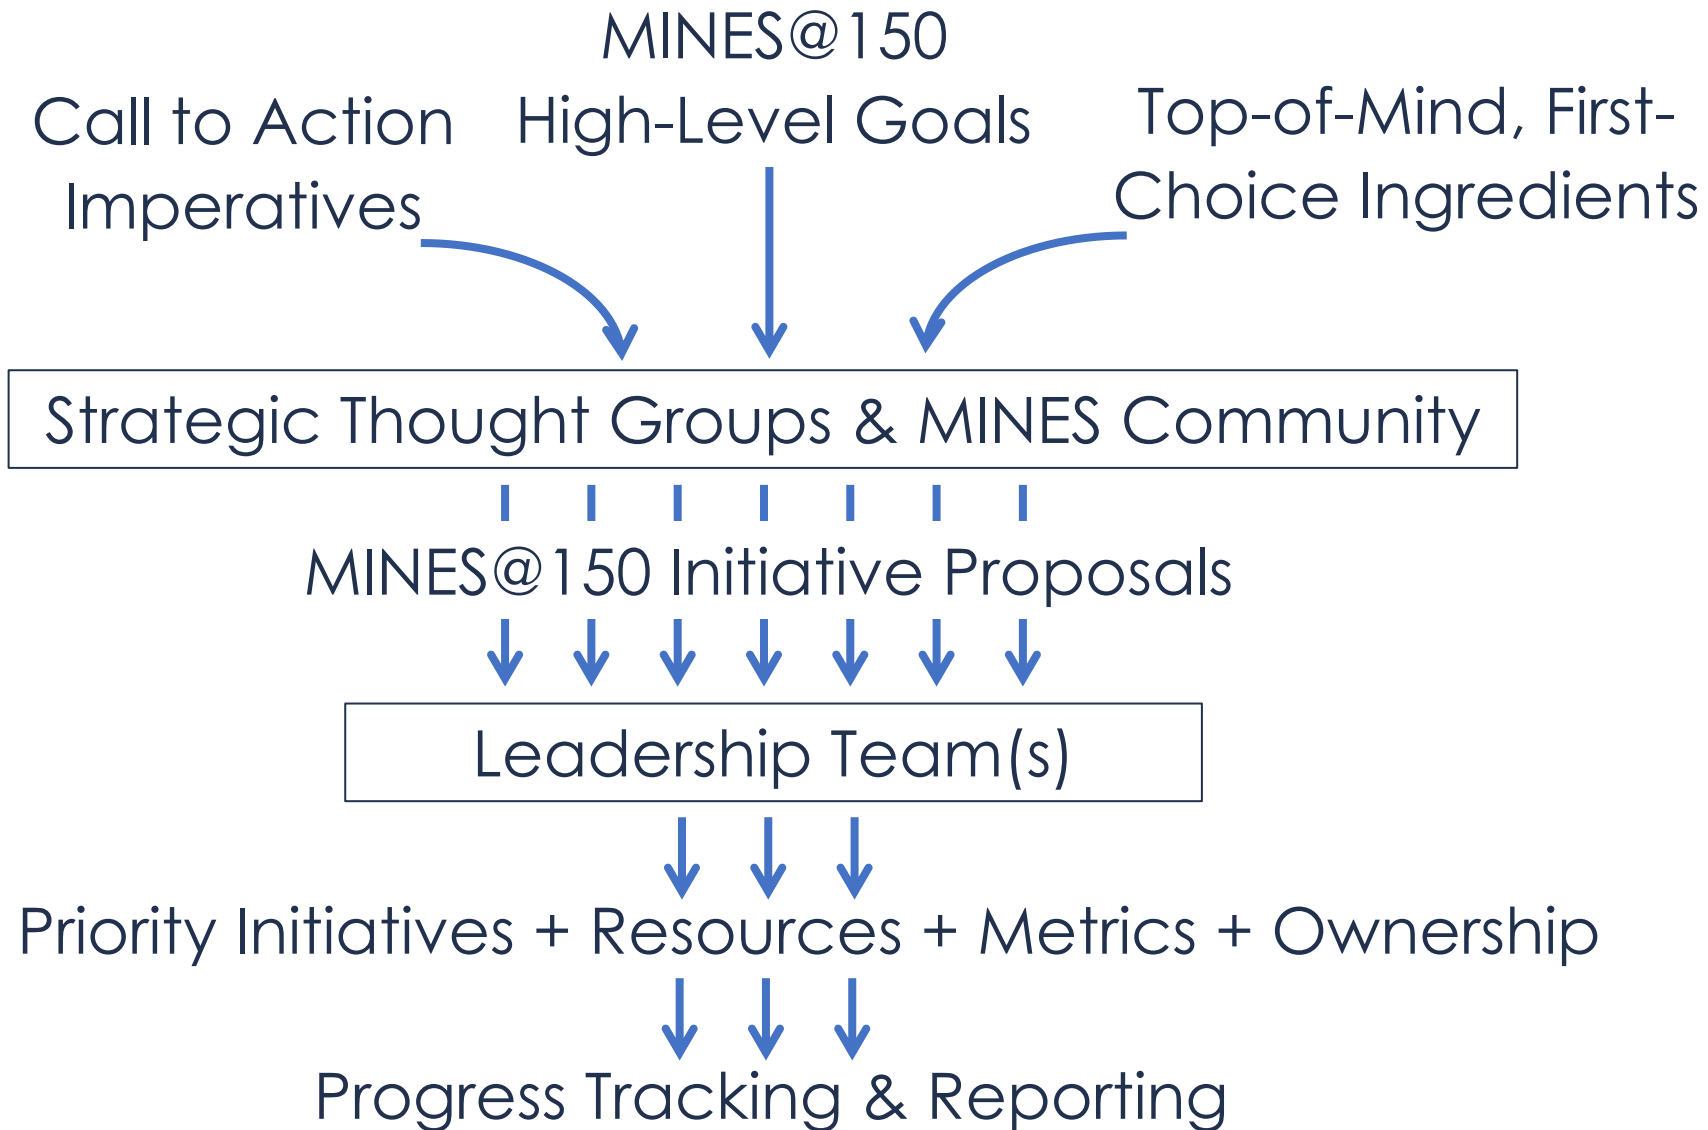 MINES@150
High-Level Goals
Call to Action
Imperatives
Top-of-Mind, First-
Choice Ingredients
Strategic Thought Groups & MINES Community
MINES@150 Initiative Proposals
Leadership Team(s)
Priority Initiatives + Resources + Metrics + Ownership
Progress Tracking & Reporting